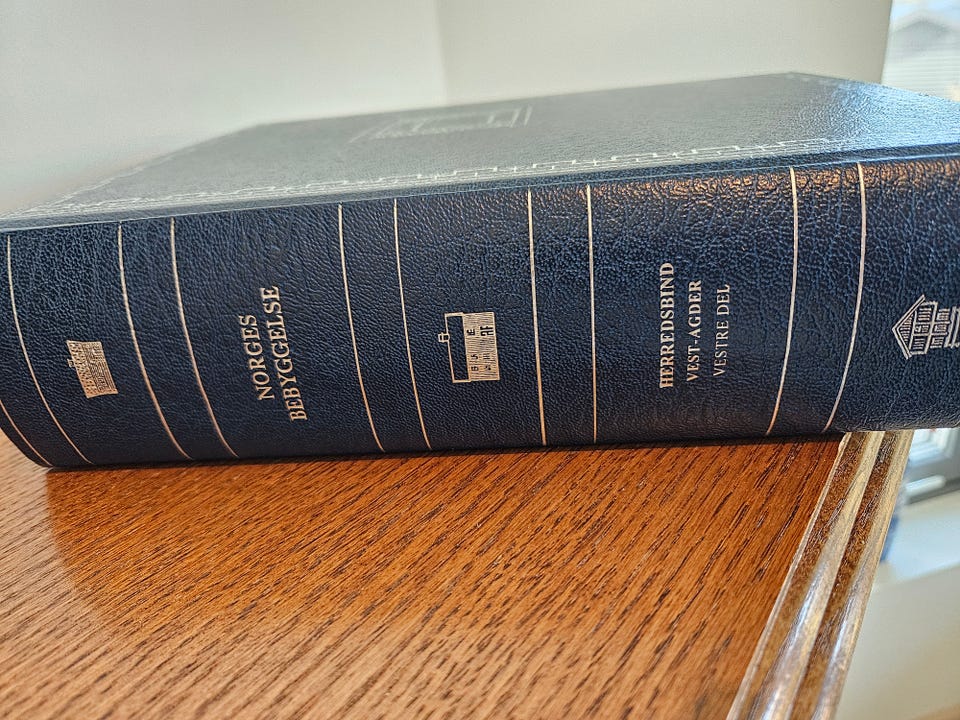 NORGES
BEBYGGELSE
HERREDSBIND
VEST-AGDER
VESTRE DEL